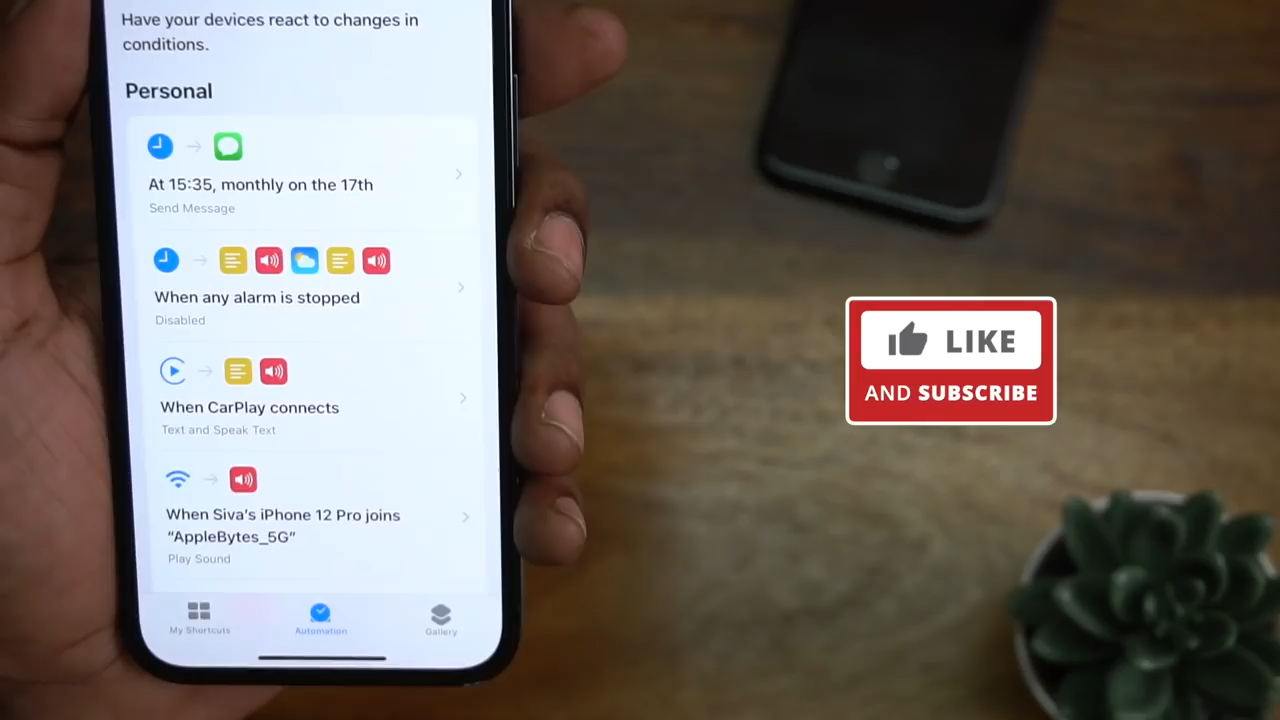 Have your devices react to changes in
conditions.
Personal
At 15:35, monthly on the 17th
Send Message
When any alarm is stopped
Disabled
When CarPlay connects
Text and Speak Text
When Siva's iPhone 12 Pro joins
“AppleBytes_5G”
Play Sound
My Shortcuts
Automation
Gallery
LIKE
AND SUBSCRIBE